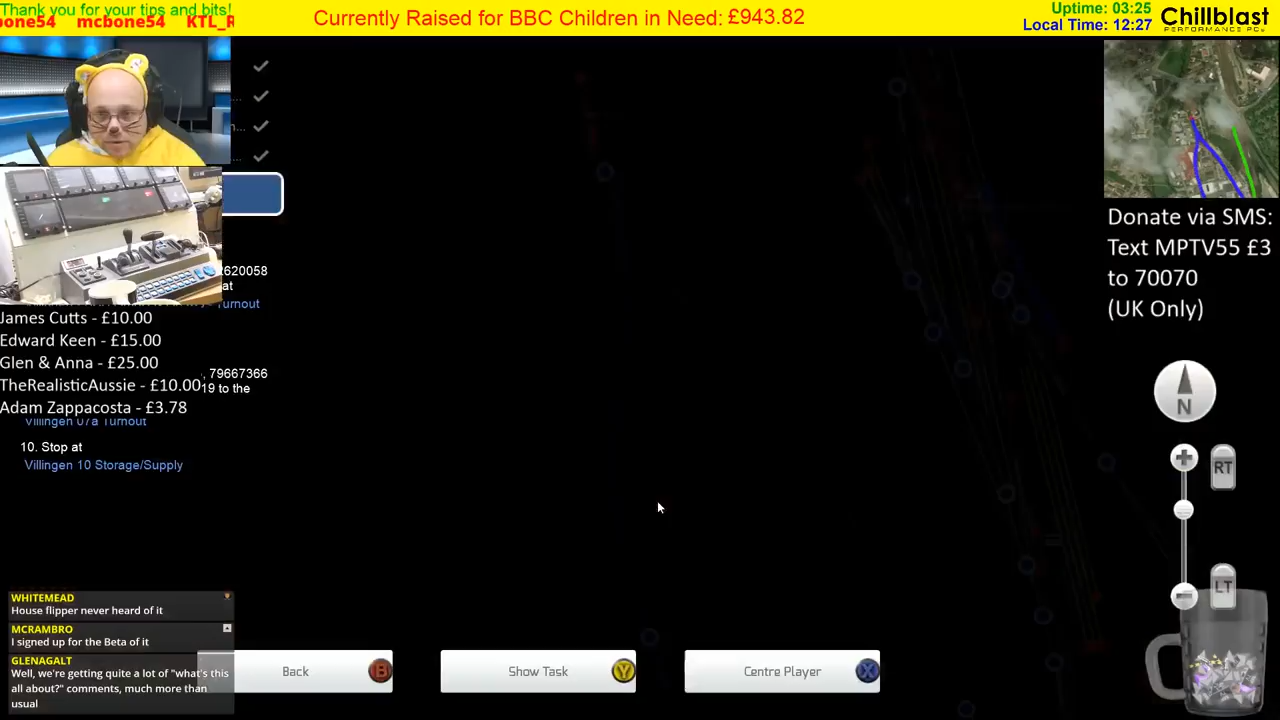 Thank you for your tips and bits!
bone54 mcbone54 KTL_R
Currently Raised for BBC Children in Need: £943.82
Uptime: 03:25
Local Time: 12:27
Chillblast
PERFORMANCE PCs
Donate via SMS:
Text MPTV55 £3
to 70070
(UK Only)
N
RT
LT
...
n...
...
2620058
at
Turnout
James Cutts - £10.00
Edward Keen - £15.00
Glen & Anna - £25.00
, 79667366
TheRealisticAussie - £10.00
19 to the
Adam Zappacosta - £3.78
Villingen 07a Turnout
10. Stop at
Villingen 10 Storage/Supply
WHITEMEAD
House flipper never heard of it
MCRAMBRO
I signed up for the Beta of it
GLENAGALT
Well, we're getting quite a lot of "what's this
all about?" comments, much more than
usual
Back B
Show Task Y
Centre Player X